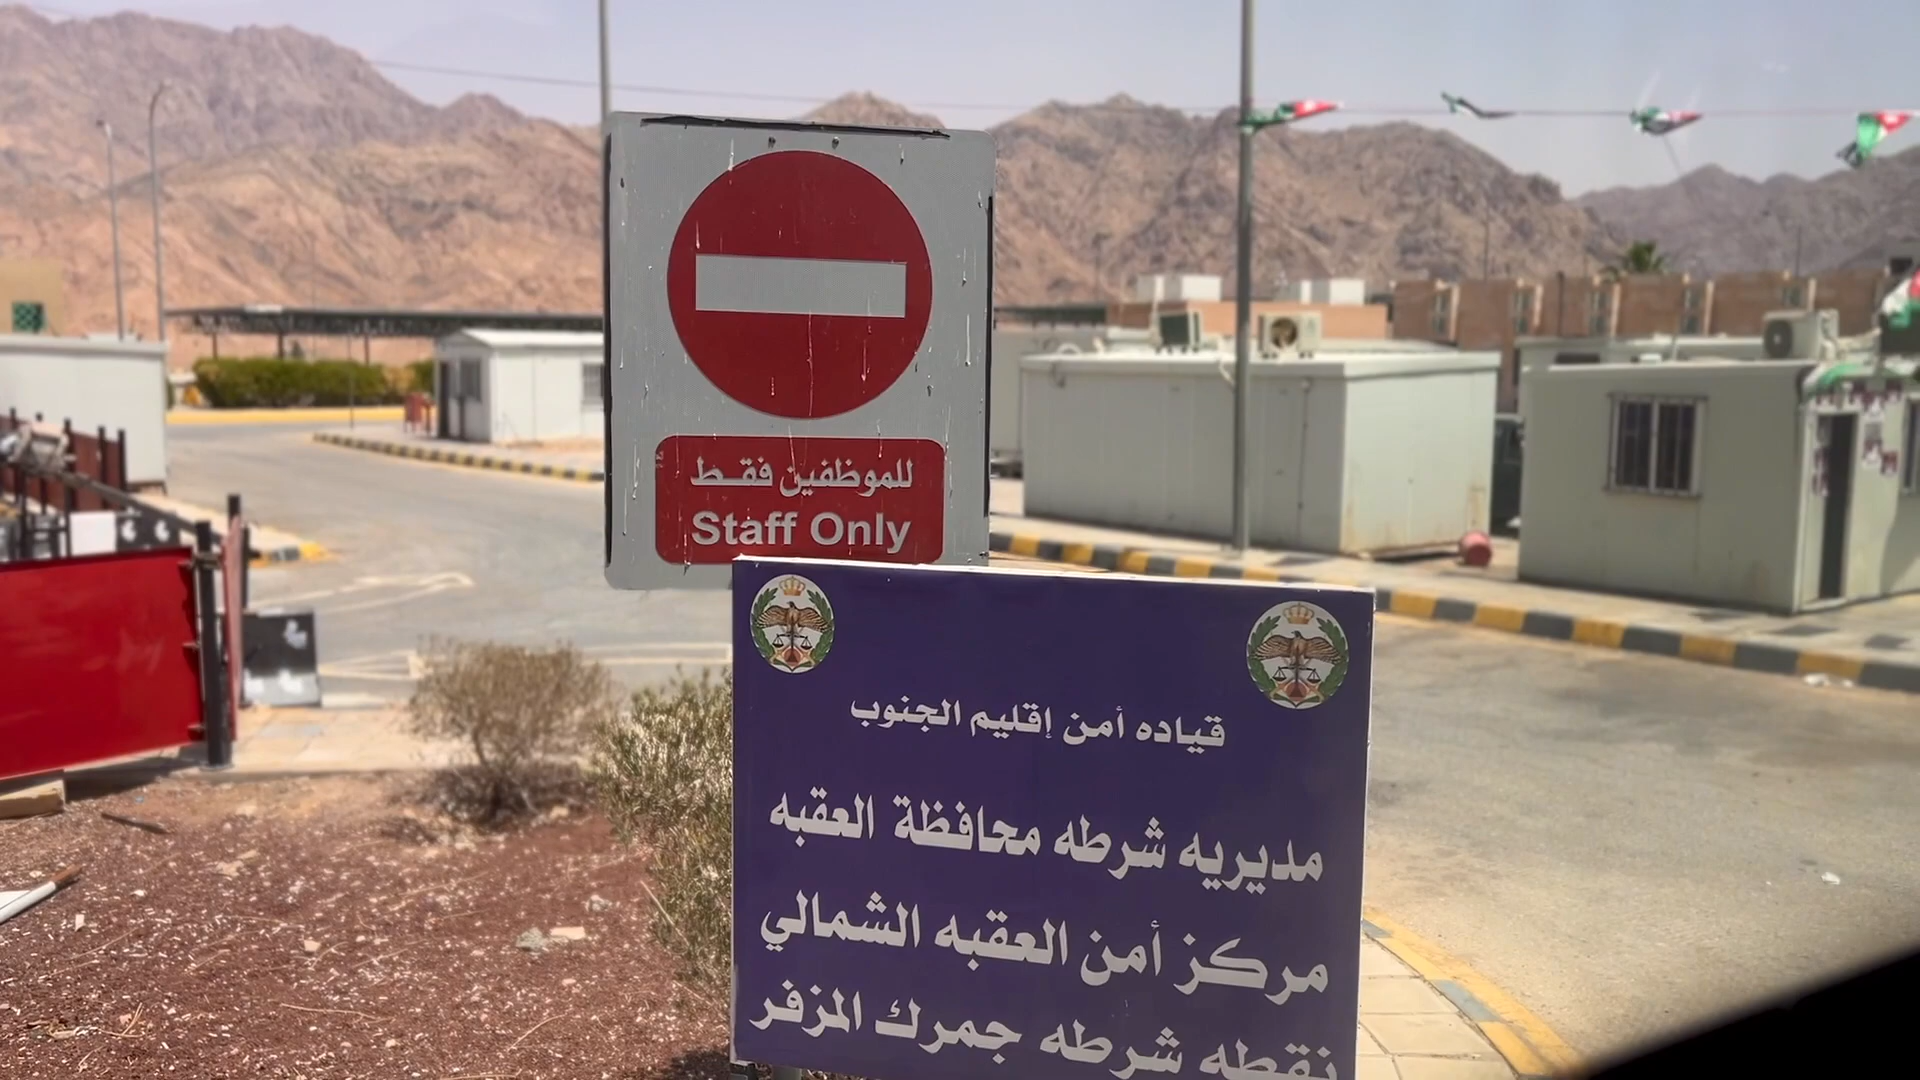 للموظفين فقط
Staff Only
قياده أمن إقليم الجنوب
مديريه شرطه محافظة العقبه
مركز أمن العقبه الشمالي
نقطه شرطه جمرك المزفر